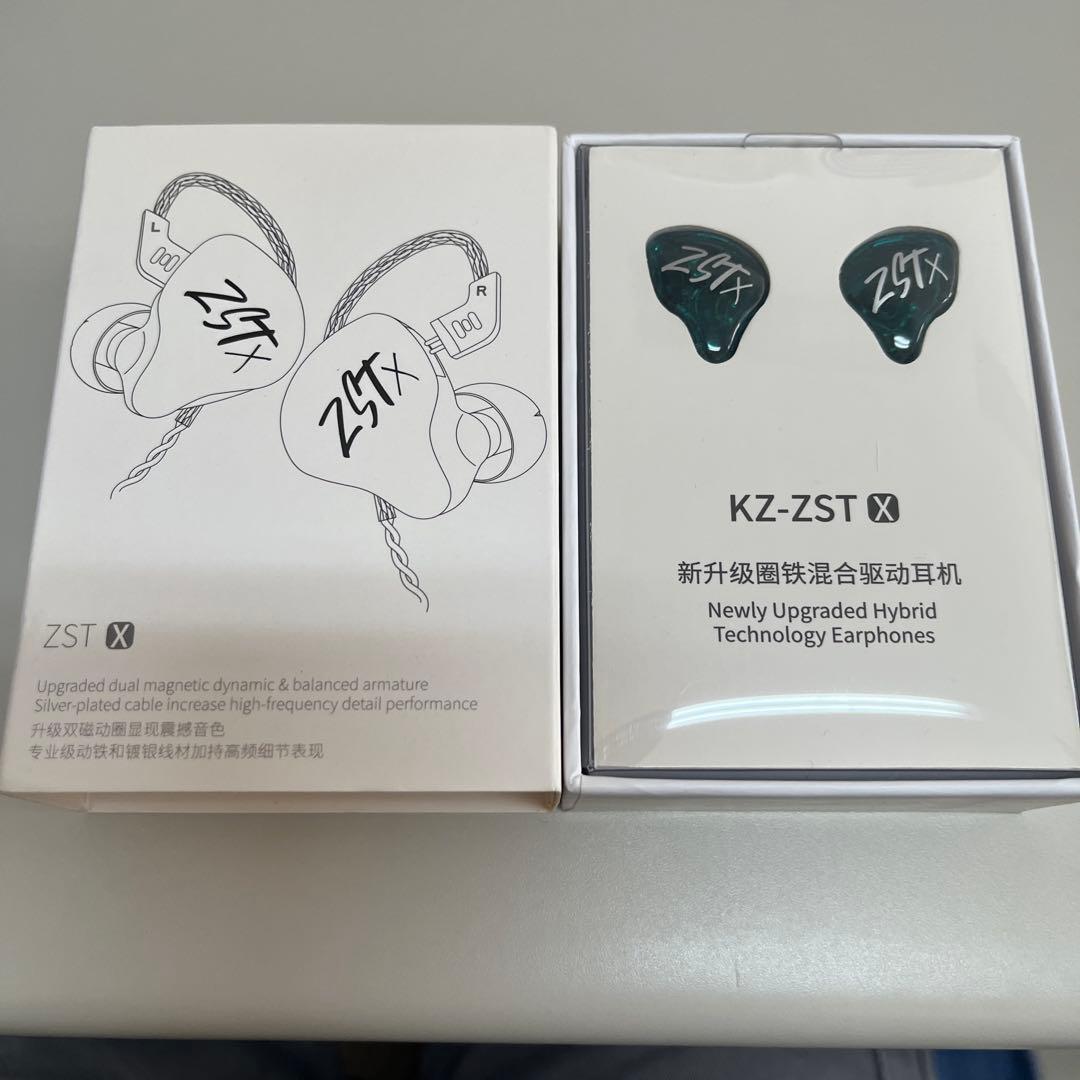 L
ZSTX
R
ZSTX
ZST X
Upgraded dual magnetic dynamic & balanced armature
Silver-plated cable increase high-frequency detail performance
升级双磁动圈显现震撼音色
专业级动铁和镀银线材加持高频细节表现
ZSTX
ZSTX
KZ-ZST X
新升级圈铁混合驱动耳机
Newly Upgraded Hybrid
Technology Earphones